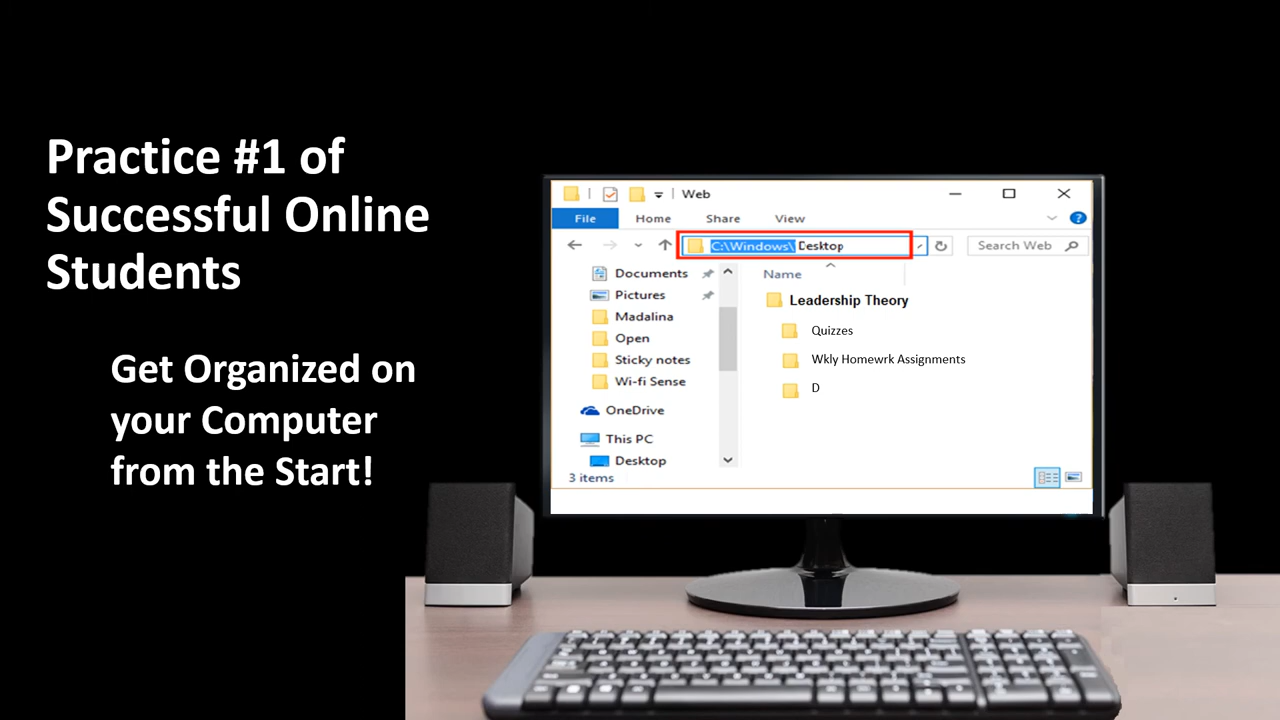 Practice #1 of
Successful Online
Students
Get Organized on
your Computer
from the Start!
Web
File Home Share View
C:\Windows\ Desktop
Search Web
Documents
Pictures
Madalina
Open
Sticky notes
Wi-fi Sense
OneDrive
This PC
Desktop
3 items
Name
Leadership Theory
Quizzes
Wkly Homewrk Assignments
D